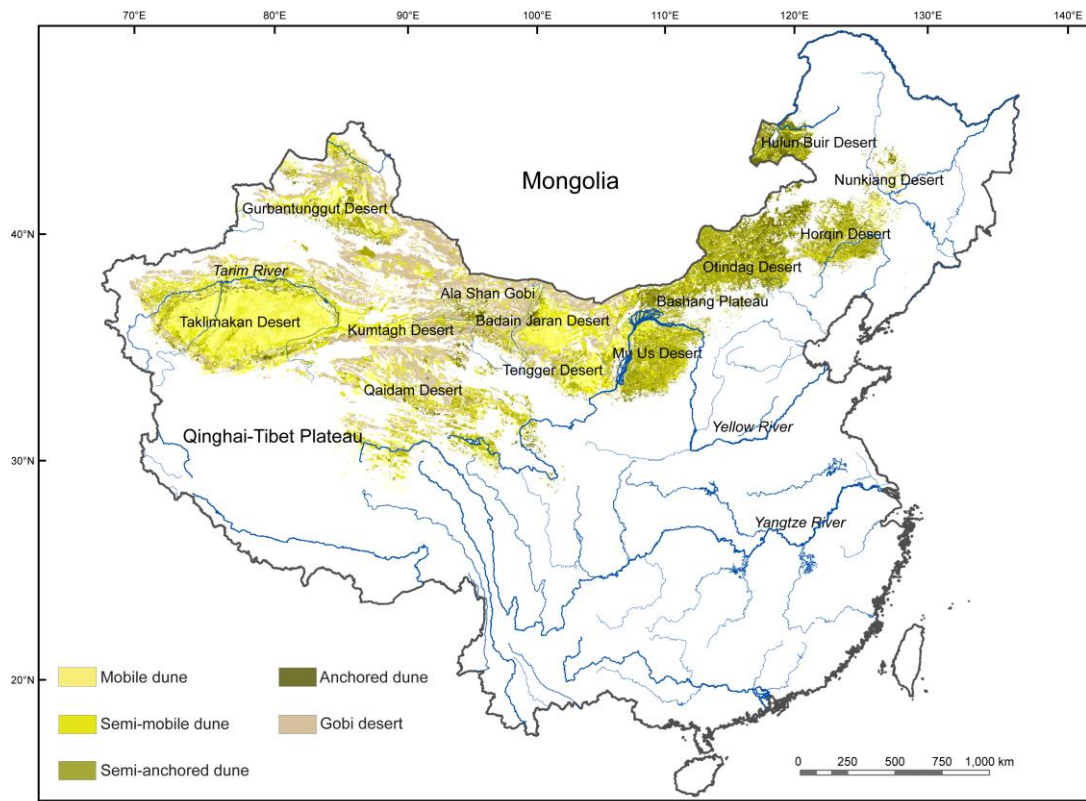 70°E 80°E 90°E 100°E 110°E 120°E 130°E 140°E
Hulun Buir Desert
Mongolia
Nunkiang Desert
Gurbantunggut Desert
40°N
Horqin Desert
Otindag Desert
Tarim River
Ala Shan Gobi
Bashang Plateau
Taklimakan Desert
Kumtagh Desert
Badain Jaran Desert
Mu Us Desert
Tengger Desert
Qaidam Desert
Yellow River
Qinghai-Tibet Plateau
30°N
Yangtze River
20°N
Mobile dune
Anchored dune
Semi-mobile dune
Gobi desert
Semi-anchored dune
0 250 500 750 1,000 km